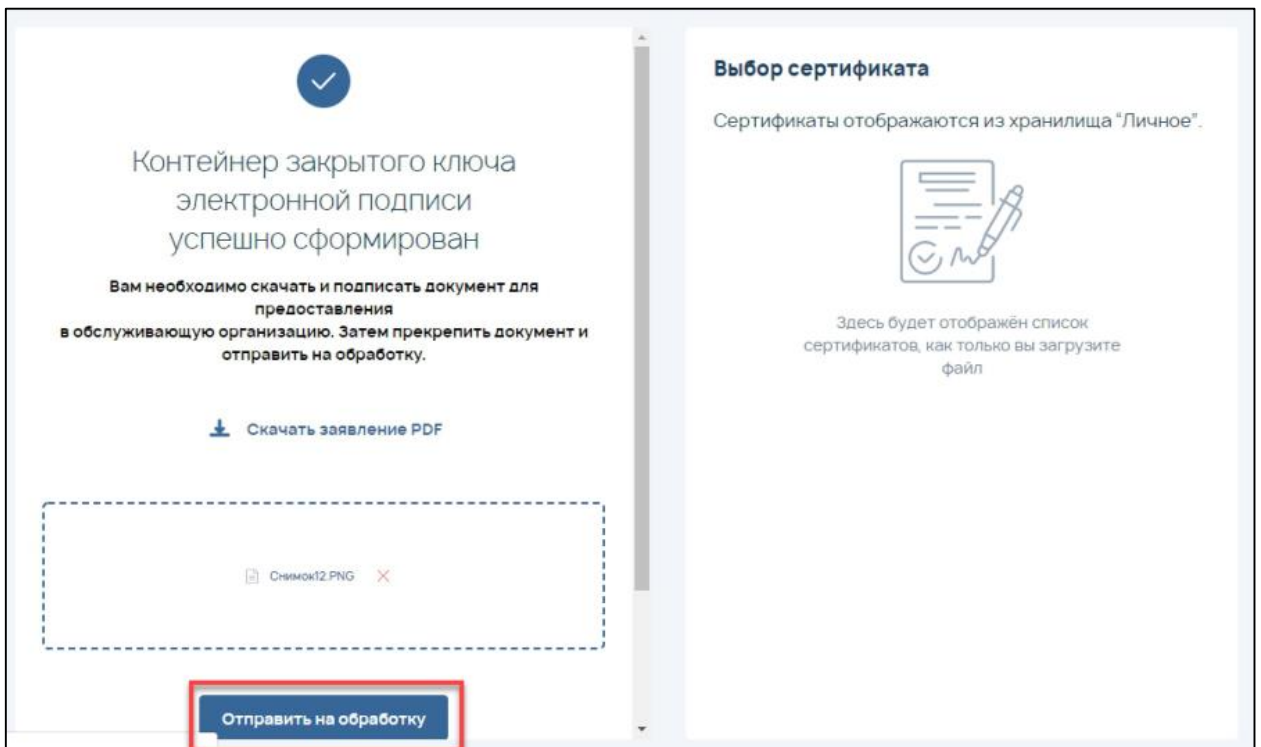 Контейнер закрытого ключа
электронной подписи
успешно сформирован
Вам необходимо скачать и подписать документ для
предоставления
в обслуживающую организацию. Затем прекрепить документ и
отправить на обработку.
Скачать заявление PDF
Снимок12.PNG
Отправить на обработку
Выбор сертификата
Сертификаты отображаются из хранилища “Личное”.
Здесь будет отображён список
сертификатов, как только вы загрузите
файл